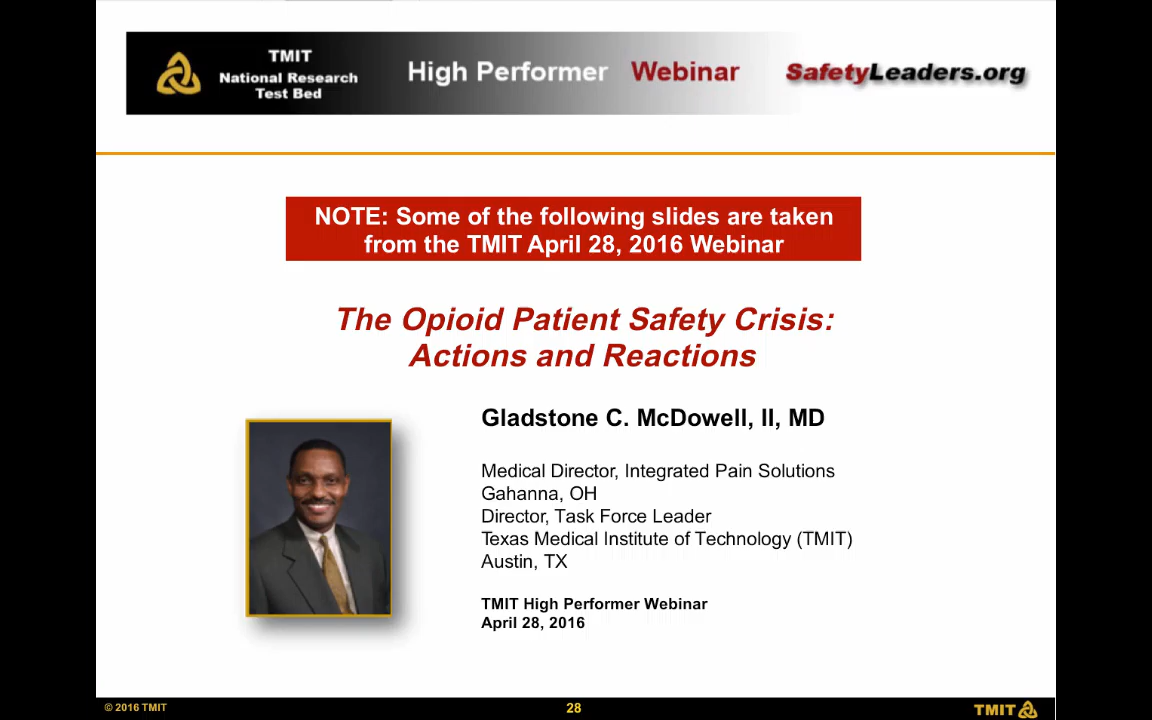 TMIT
National Research
Test Bed
High Performer Webinar
SafetyLeaders.org
NOTE: Some of the following slides are taken
from the TMIT April 28, 2016 Webinar
The Opioid Patient Safety Crisis:
Actions and Reactions
Gladstone C. McDowell, II, MD
Medical Director, Integrated Pain Solutions
Gahanna, OH
Director, Task Force Leader
Texas Medical Institute of Technology (TMIT)
Austin, TX
TMIT High Performer Webinar
April 28, 2016
© 2016 TMIT
28
TMIT